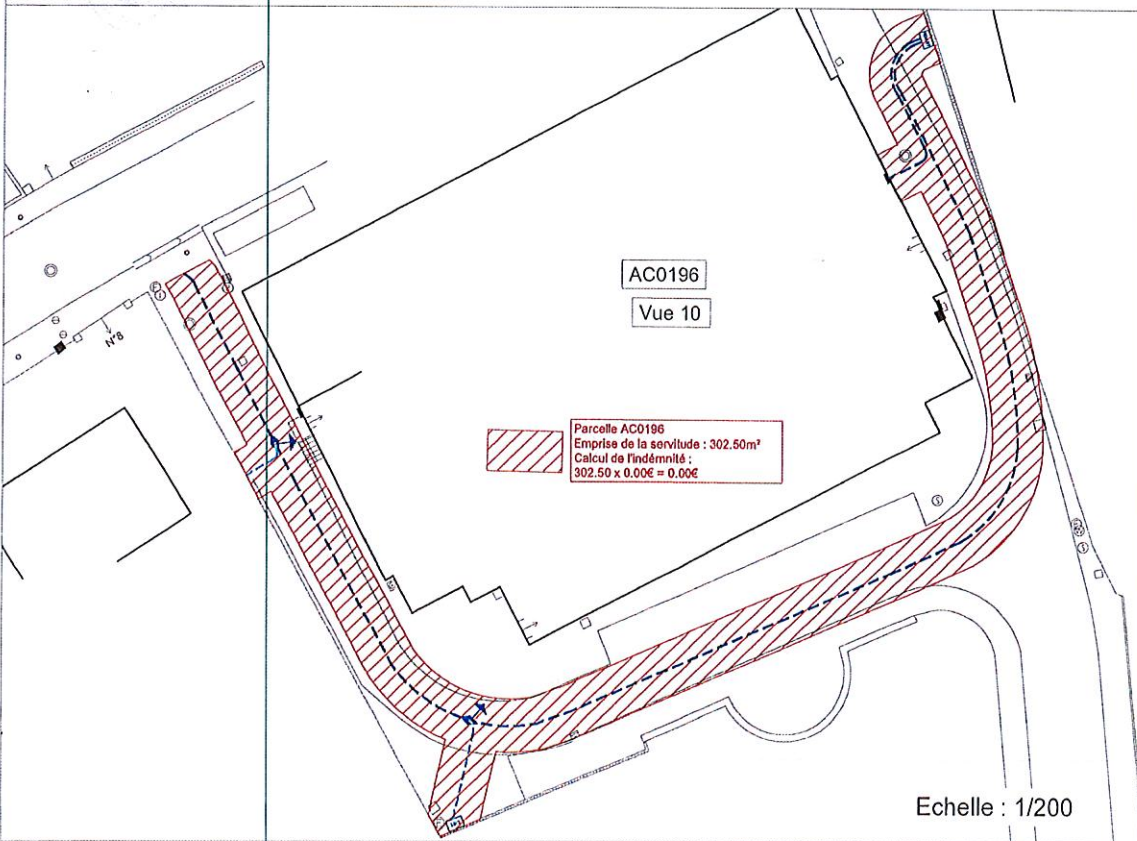 N°8
AC0196
Vue 10
Parcelle AC0196
Emprise de la servitude : 302.50m²
Calcul de l'indémnité :
302.50 x 0.00€ = 0.00€
Echelle : 1/200